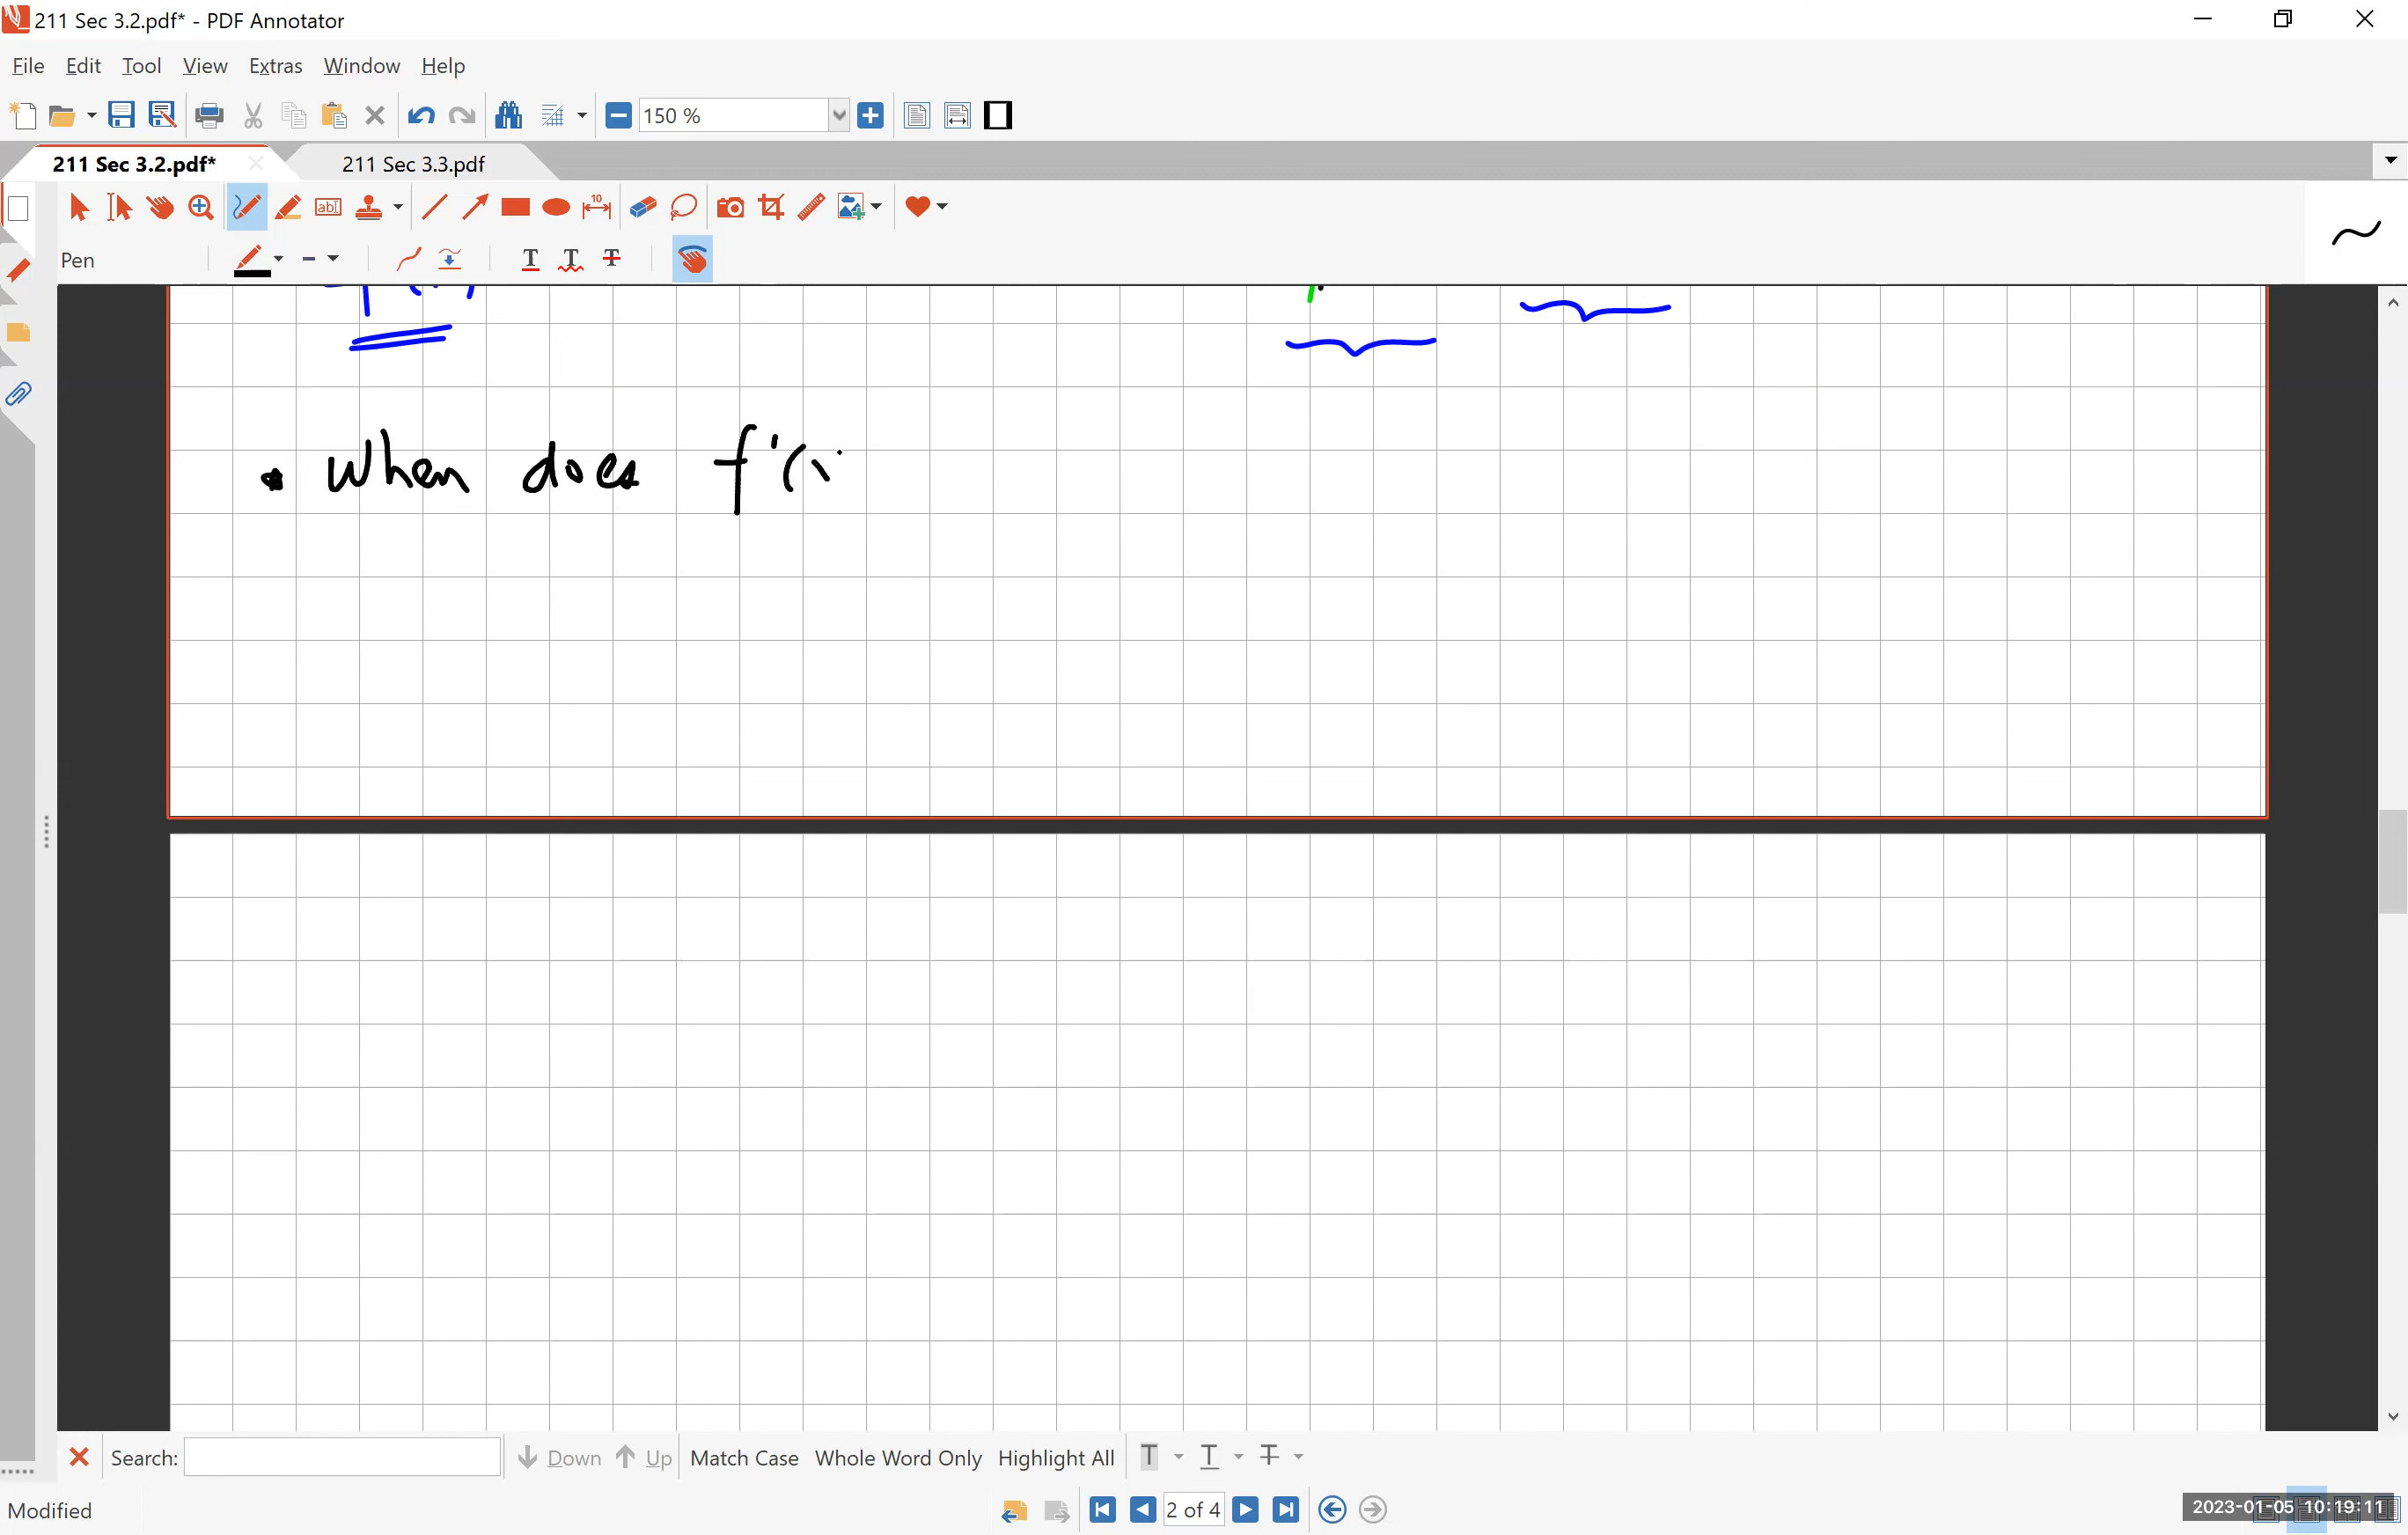 211 Sec 3.2.pdf* - PDF Annotator
File Edit Tool View Extras Window Help
150 %
211 Sec 3.2.pdf* 211 Sec 3.3.pdf
ab
10
Pen
T T T
• When does f'(
Search: Down Up Match Case Whole Word Only Highlight All T T T
Modified 2 of 4 2023-01-05 10:19:11